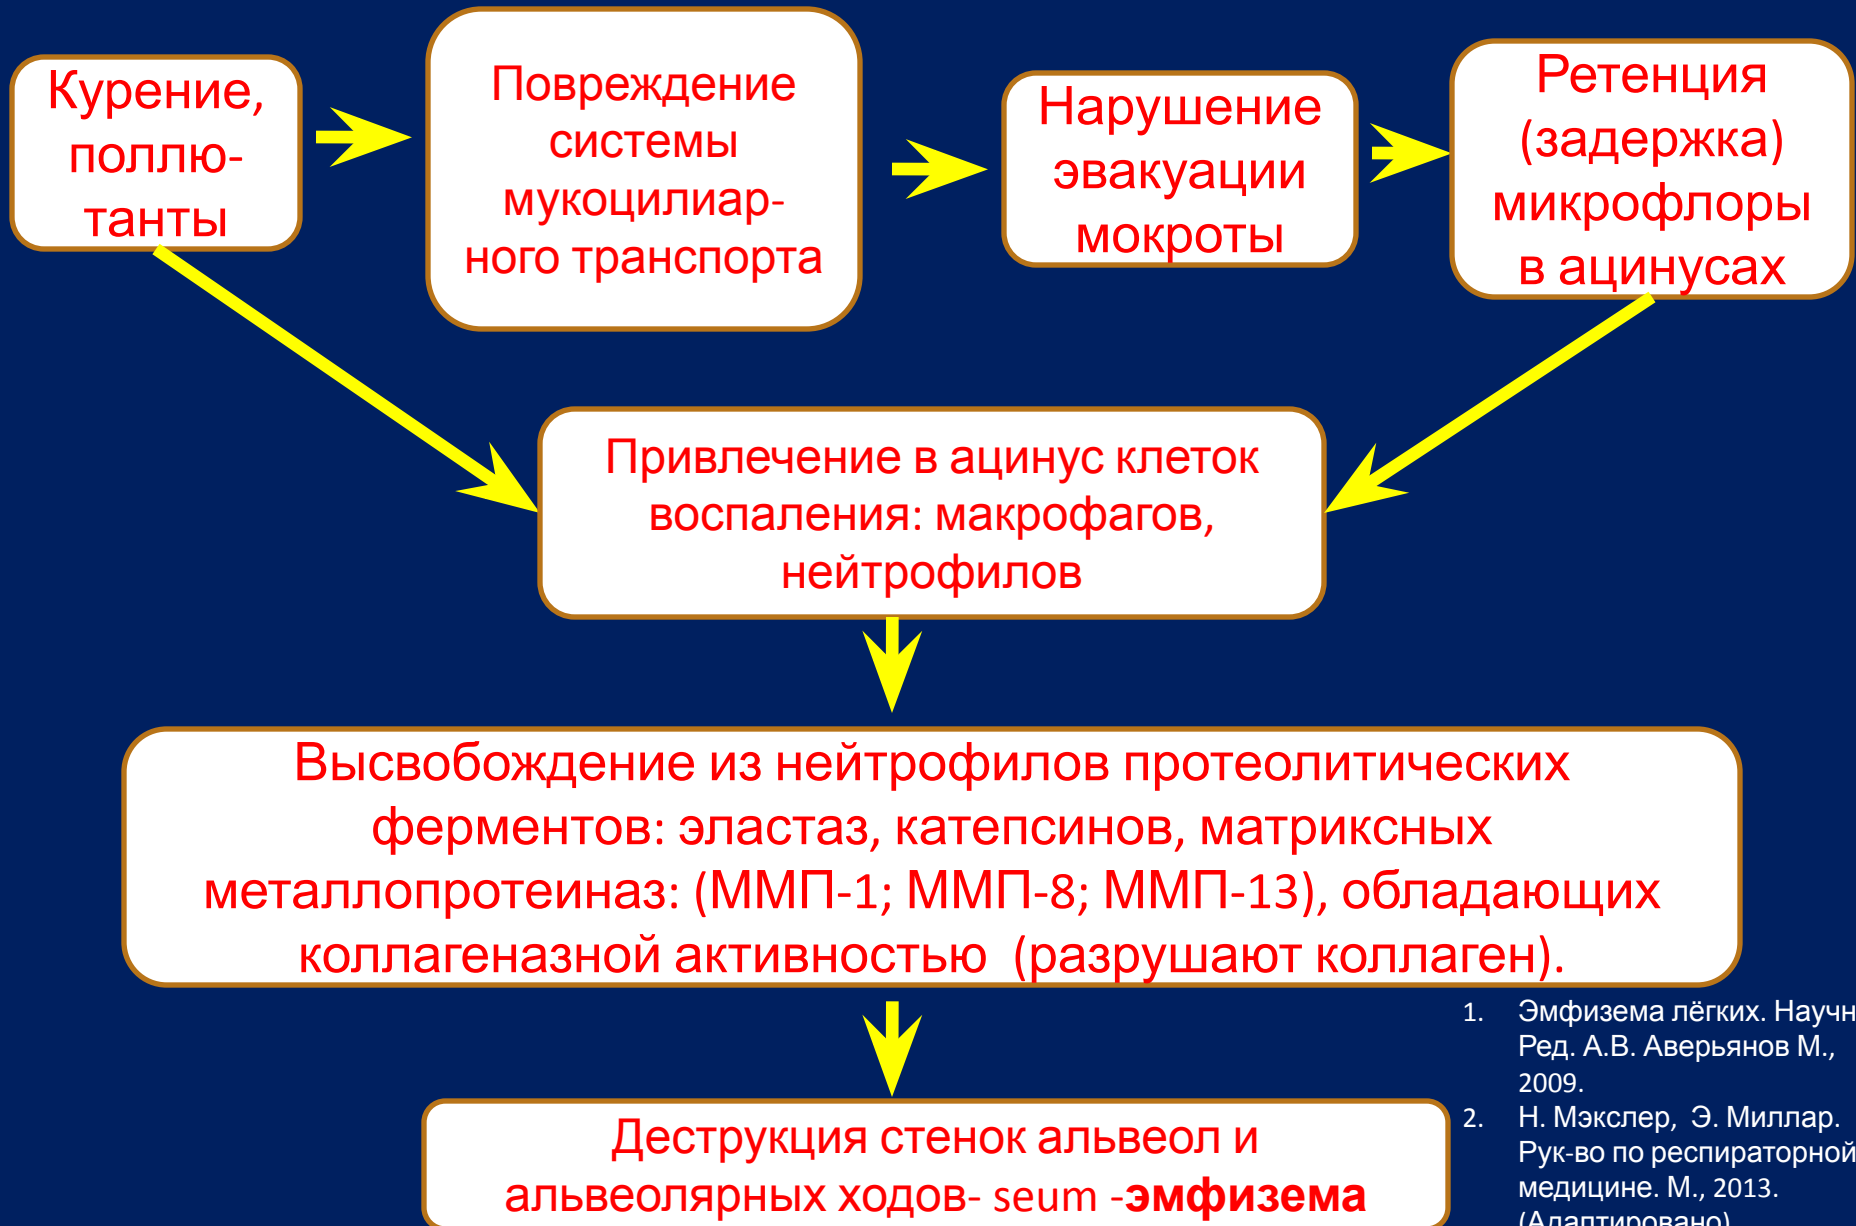 Курение,
поллю-
танты
Повреждение
системы
мукоцилиар-
ного транспорта
Нарушение
эвакуации
мокроты
Ретенция
(задержка)
микрофлоры
в ацинусах
Привлечение в ацинус клеток
воспаления: макрофагов,
нейтрофилов
Высвобождение из нейтрофилов протеолитических
ферментов: эластаз, катепсинов, матриксных
металлопротеиназ: (ММП-1; ММП-8; ММП-13), обладающих
коллагеназной активностью (разрушают коллаген).
Деструкция стенок альвеол и
альвеолярных ходов- seum -эмфизема
1. Эмфизема лёгких. Научн
Ред. А.В. Аверьянов М.,
2009.
2. Н. Мэкслер, Э. Миллар.
Рук-во по респираторной
медицине. М., 2013.
(Адаптировано)